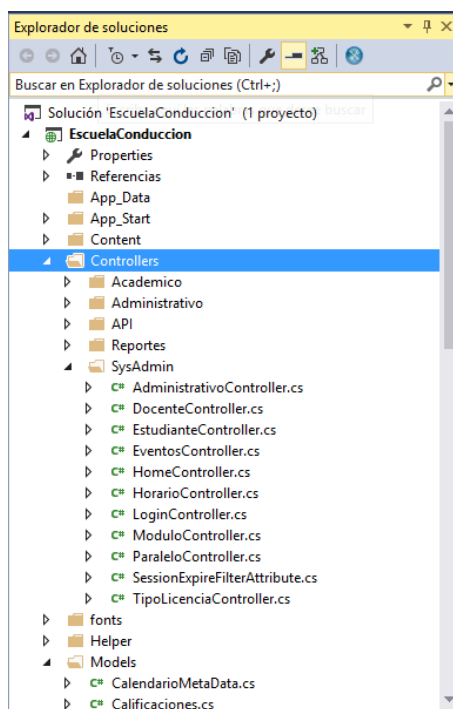 Explorador de soluciones
Buscar en Explorador de soluciones (Ctrl+;)
Solución 'EscuelaConduccion' (1 proyecto)
EscuelaConduccion
Properties
Referencias
App_Data
App_Start
Content
Controllers
Academico
Administrativo
API
Reportes
SysAdmin
C# AdministrativoController.cs
C# DocenteController.cs
C# EstudianteController.cs
C# EventosController.cs
C# HomeController.cs
C# HorarioController.cs
C# LoginController.cs
C# ModuloController.cs
C# ParaleloController.cs
C# SessionExpireFilterAttribute.cs
C# TipoLicenciaController.cs
fonts
Helper
Models
C# CalendarioMetaData.cs
C# Calificaciones.cs